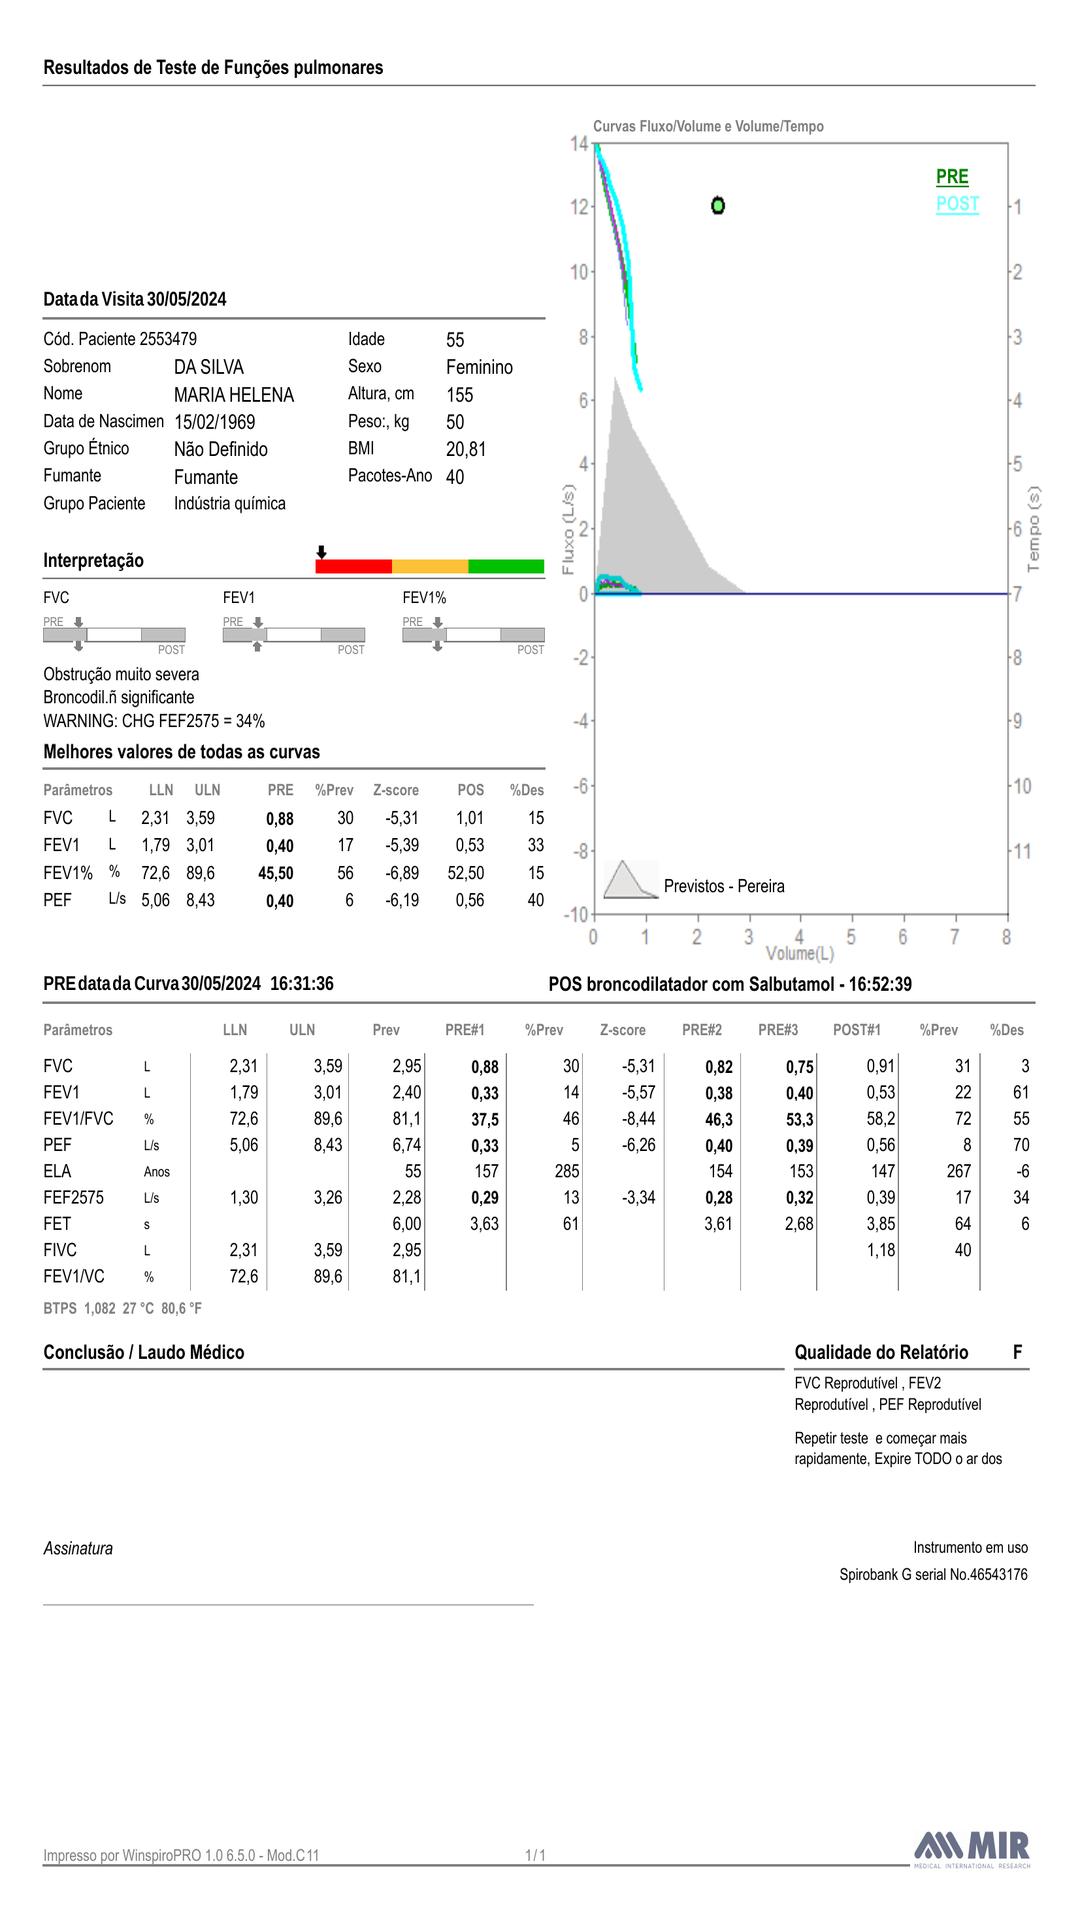 Resultados de Teste de Funções pulmonares
Curvas Fluxo/Volume e Volume/Tempo
PRE
POST
14
12
10
8
6
4
2
0
-2
-4
-6
-8
-10
Fluxo (L/s)
1
2
3
4
5
6
7
8
9
10
11
Tempo (s)
Previstos - Pereira
0 1 2 3 4 5 6 7 8
Volume(L)
Data da Visita 30/05/2024
Cód. Paciente 2553479 Idade 55
Sobrenom DA SILVA Sexo Feminino
Nome MARIA HELENA Altura, cm 155
Data de Nascimen 15/02/1969 Peso:, kg 50
Grupo Étnico Não Definido BMI 20,81
Fumante Fumante Pacotes-Ano 40
Grupo Paciente Indústria química
Interpretação
FVC FEV1 FEV1%
PRE PRE PRE
POST POST POST
Obstrução muito severa
Broncodil.ñ significante
WARNING: CHG FEF2575 = 34%
Melhores valores de todas as curvas
Parâmetros LLN ULN PRE %Prev Z-score POS %Des
FVC L 2,31 3,59 0,88 30 -5,31 1,01 15
FEV1 L 1,79 3,01 0,40 17 -5,39 0,53 33
FEV1% % 72,6 89,6 45,50 56 -6,89 52,50 15
PEF L/s 5,06 8,43 0,40 6 -6,19 0,56 40
PRE data da Curva 30/05/2024 16:31:36 POS broncodilatador com Salbutamol - 16:52:39
Parâmetros LLN ULN Prev PRE#1 %Prev Z-score PRE#2 PRE#3 POST#1 %Prev %Des
FVC L 2,31 3,59 2,95 0,88 30 -5,31 0,82 0,75 0,91 31 3
FEV1 L 1,79 3,01 2,40 0,33 14 -5,57 0,38 0,40 0,53 22 61
FEV1/FVC % 72,6 89,6 81,1 37,5 46 -8,44 46,3 53,3 58,2 72 55
PEF L/s 5,06 8,43 6,74 0,33 5 -6,26 0,40 0,39 0,56 8 70
ELA Anos 55 157 285 154 153 147 267 -6
FEF2575 L/s 1,30 3,26 2,28 0,29 13 -3,34 0,28 0,32 0,39 17 34
FET s 6,00 3,63 61 3,61 2,68 3,85 64 6
FIVC L 2,31 3,59 2,95 1,18 40
FEV1/VC % 72,6 89,6 81,1
BTPS 1,082 27 °C 80,6 °F
Conclusão / Laudo Médico
Qualidade do Relatório F
FVC Reprodutível , FEV2
Reprodutível , PEF Reprodutível
Repetir teste e começar mais
rapidamente, Expire TODO o ar dos
Assinatura
Instrumento em uso
Spirobank G serial No.46543176
Impresso por WinspiroPRO 1.0 6.5.0 - Mod.C11 1/1
MIR
MEDICAL INTERNATIONAL RESEARCH